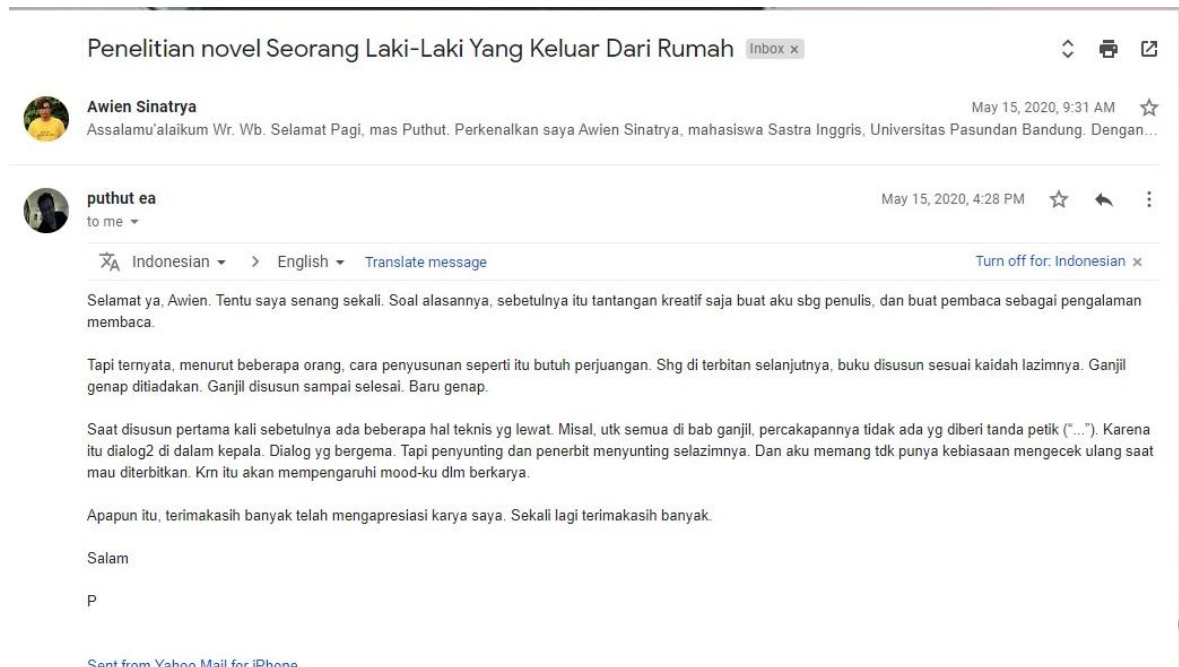 Penelitian novel Seorang Laki-Laki Yang Keluar Dari Rumah Inbox ×
Awien Sinatrya May 15, 2020, 9:31 AM
Assalamu'alaikum Wr. Wb. Selamat Pagi, mas Puthut. Perkenalkan saya Awien Sinatrya, mahasiswa Sastra Inggris, Universitas Pasundan Bandung. Dengan...
puthut ea May 15, 2020, 4:28 PM
to me
Indonesian > English Translate message Turn off for: Indonesian ×
Selamat ya, Awien. Tentu saya senang sekali. Soal alasannya, sebetulnya itu tantangan kreatif saja buat aku sbg penulis, dan buat pembaca sebagai pengalaman
membaca.
Tapi ternyata, menurut beberapa orang, cara penyusunan seperti itu butuh perjuangan. Shg di terbitan selanjutnya, buku disusun sesuai kaidah lazimnya. Ganjil
genap ditiadakan. Ganjil disusun sampai selesai. Baru genap.
Saat disusun pertama kali sebetulnya ada beberapa hal teknis yg lewat. Misal, utk semua di bab ganjil, percakapannya tidak ada yg diberi tanda petik (“...”). Karena
itu dialog2 di dalam kepala. Dialog yg bergema. Tapi penyunting dan penerbit menyunting selazimnya. Dan aku memang tdk punya kebiasaan mengecek ulang saat
mau diterbitkan. Krn itu akan mempengaruhi mood-ku dlm berkarya.
Apapun itu, terimakasih banyak telah mengapresiasi karya saya. Sekali lagi terimakasih banyak.
Salam
P
Sent from Yahoo Mail for iPhone